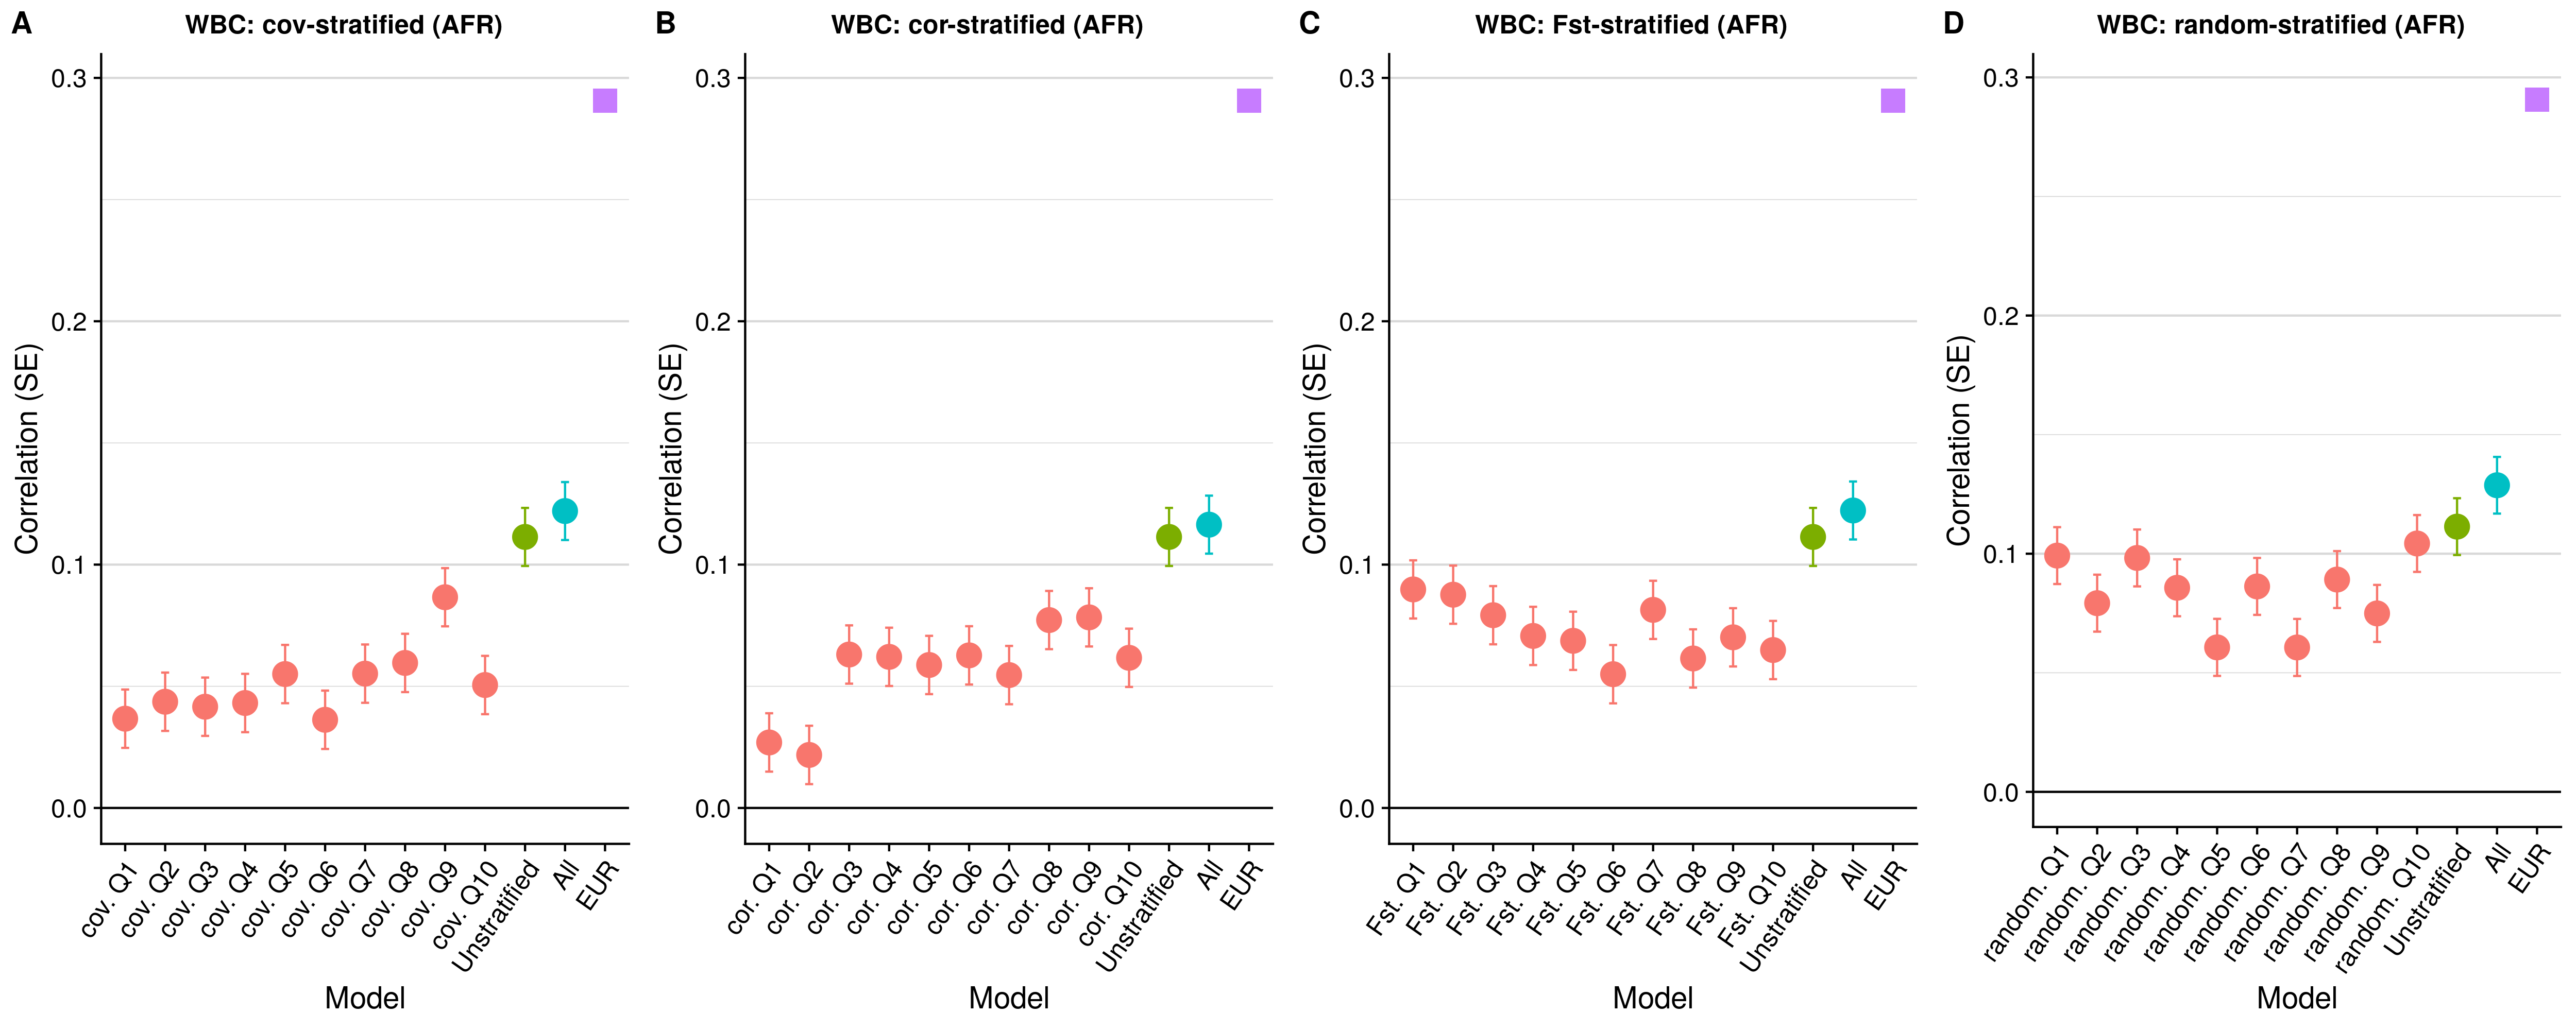 A
WBC: cov-stratified (AFR)
Correlation (SE)
0.3
0.2
0.1
0.0
cov. Q1
cov. Q2
cov. Q3
cov. Q4
cov. Q5
cov. Q6
cov. Q7
cov. Q8
cov. Q9
cov. Q10
Unstratified
All
EUR
Model
B
WBC: cor-stratified (AFR)
Correlation (SE)
0.3
0.2
0.1
0.0
cor. Q1
cor. Q2
cor. Q3
cor. Q4
cor. Q5
cor. Q6
cor. Q7
cor. Q8
cor. Q9
cor. Q10
Unstratified
All
EUR
Model
C
WBC: Fst-stratified (AFR)
Correlation (SE)
0.3
0.2
0.1
0.0
Fst. Q1
Fst. Q2
Fst. Q3
Fst. Q4
Fst. Q5
Fst. Q6
Fst. Q7
Fst. Q8
Fst. Q9
Fst. Q10
Unstratified
All
EUR
Model
D
WBC: random-stratified (AFR)
Correlation (SE)
0.3
0.2
0.1
0.0
random. Q1
random. Q2
random. Q3
random. Q4
random. Q5
random. Q6
random. Q7
random. Q8
random. Q9
random. Q10
Unstratified
All
EUR
Model